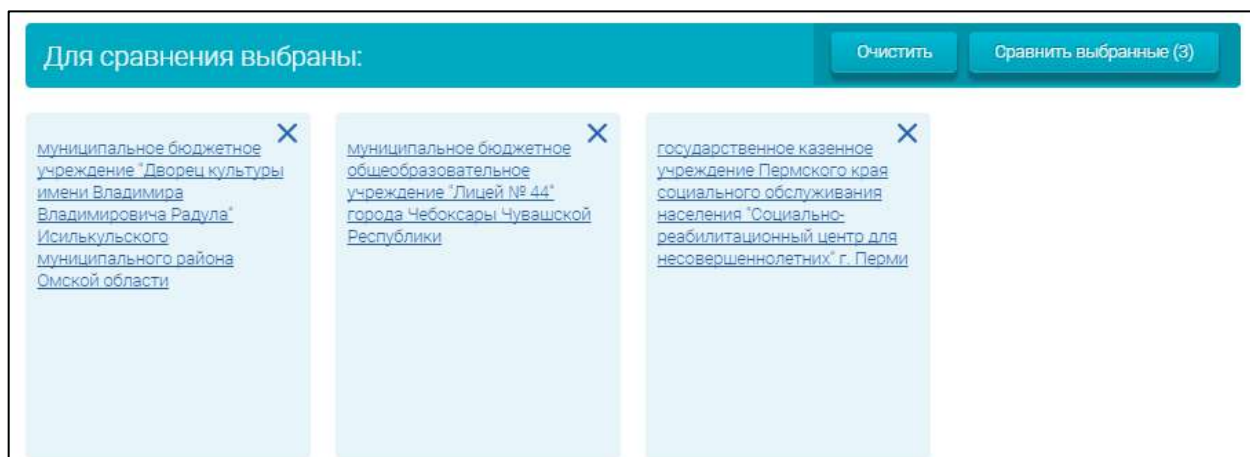 Для сравнения выбраны:
Очистить
Сравнить выбранные (3)
муниципальное бюджетное
учреждение "Дворец культуры
имени Владимира
Владимировича Радула"
Исилькульского
муниципального района
Омской области
муниципальное бюджетное
общеобразовательное
учреждение "Лицей № 44"
города Чебоксары Чувашской
Республики
государственное казенное
учреждение Пермского края
социального обслуживания
населения "Социально-
реабилитационный центр для
несовершеннолетних" г. Перми